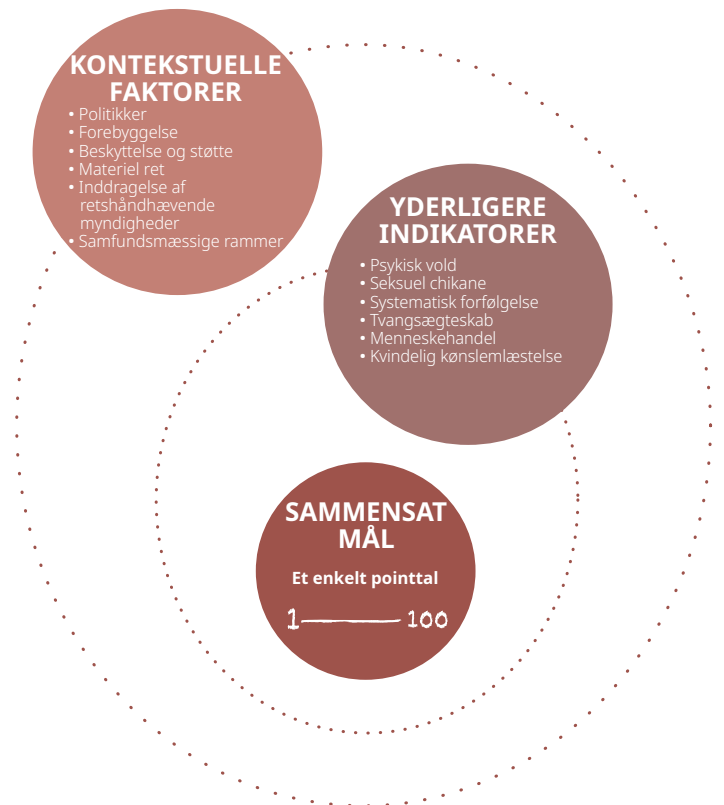 KONTEKSTUELLE
FAKTORER
• Politikker
• Forebyggelse
• Beskyttelse og støtte
• Materiel ret
• Inddragelse af
retshåndhævende
myndigheder
• Samfundsmæssige rammer
YDERLIGERE
INDIKATORER
• Psykisk vold
• Seksuel chikane
• Systematisk forfølgelse
• Tvangsægteskab
• Menneskehandel
• Kvindelig kønslemlæstelse
SAMMENSAT
MÅL
Et enkelt pointtal
1 100